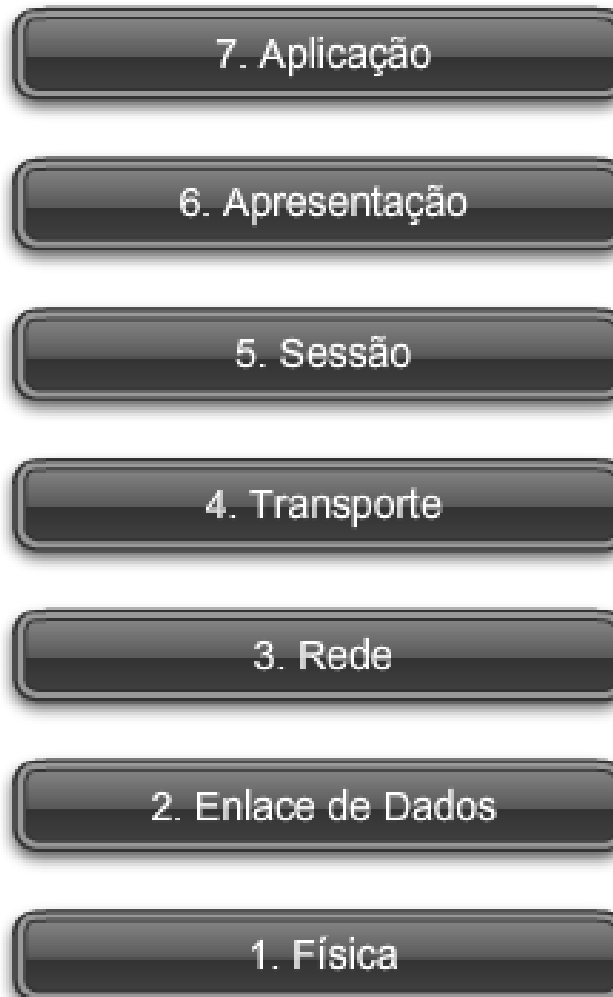 7. Aplicação
6. Apresentação
5. Sessão
4. Transporte
3. Rede
2. Enlace de Dados
1. Física